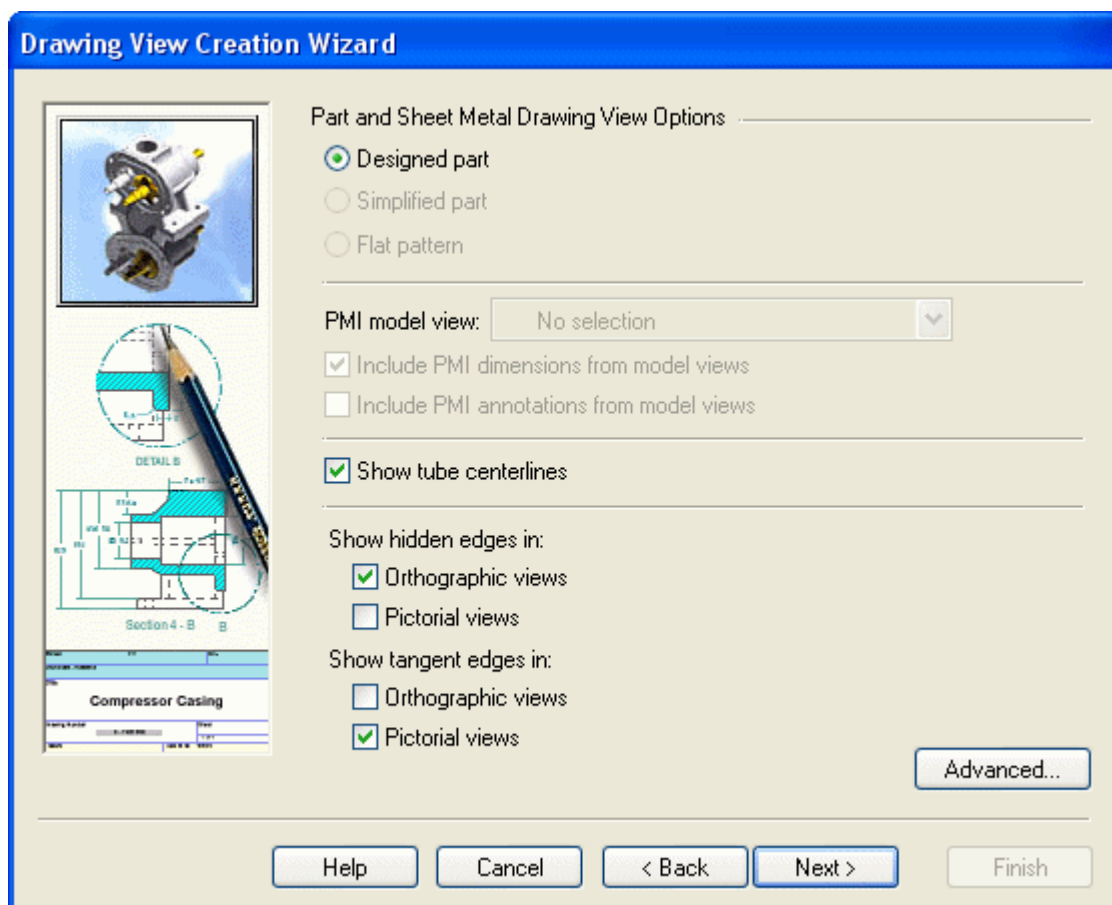 Drawing View Creation Wizard
Part and Sheet Metal Drawing View Options
Designed part
Simplified part
Flat pattern
PMI model view: No selection
Include PMI dimensions from model views
Include PMI annotations from model views
Show tube centerlines
Show hidden edges in:
Orthographic views
Pictorial views
Show tangent edges in:
Orthographic views
Pictorial views
Advanced...
DETAIL B
Section 4 - B B
Compressor Casing
Help Cancel < Back Next > Finish